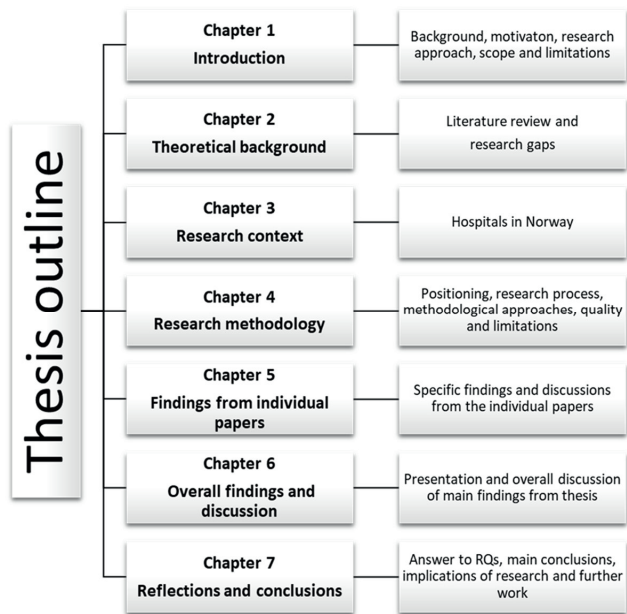 Thesis outline
Chapter 1
Introduction
Background, motivaton, research
approach, scope and limitations
Chapter 2
Theoretical background
Literature review and
research gaps
Chapter 3
Research context
Hospitals in Norway
Chapter 4
Research methodology
Positioning, research process,
methodological approaches, quality
and limitations
Chapter 5
Findings from individual
papers
Specific findings and discussions
from the individual papers
Chapter 6
Overall findings and
discussion
Presentation and overall discussion
of main findings from thesis
Chapter 7
Reflections and conclusions
Answer to RQs, main conclusions,
implications of research and further
work